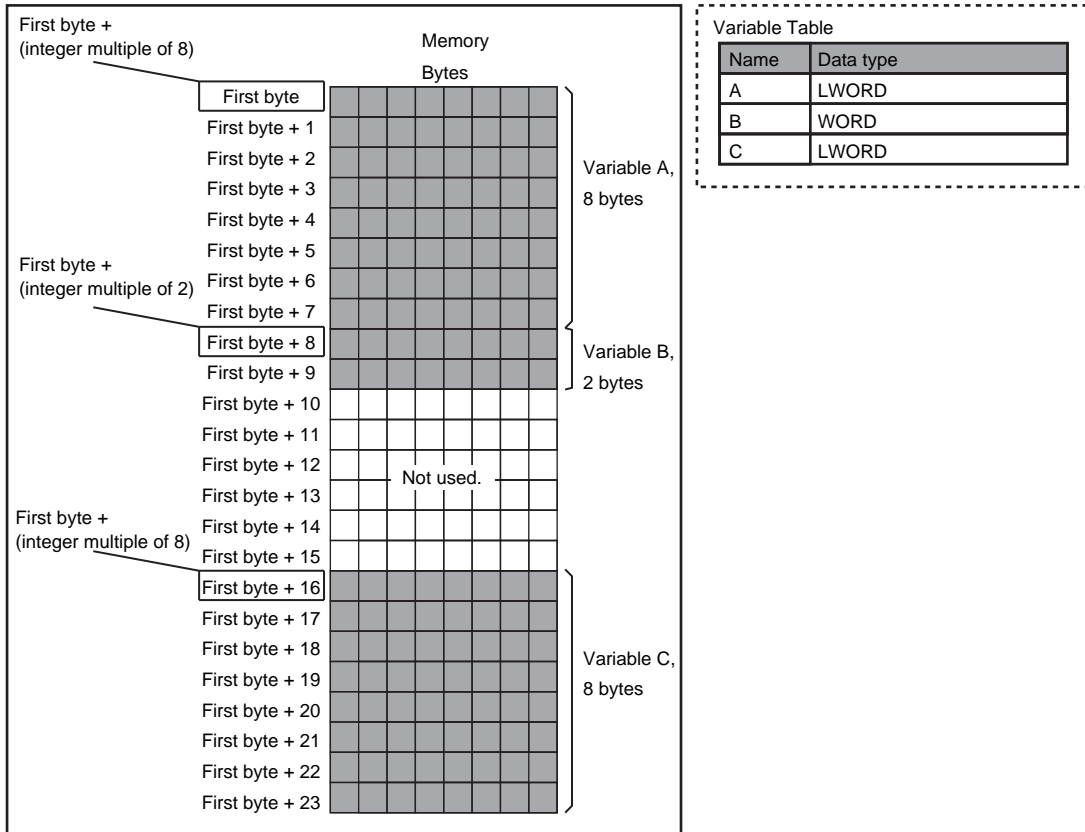 First byte +
(integer multiple of 8)
Memory
Bytes
First byte
First byte + 1
First byte + 2
First byte + 3
First byte + 4
First byte + 5
First byte + 6
First byte + 7
Variable A,
8 bytes
First byte +
(integer multiple of 2)
First byte + 8
First byte + 9
Variable B,
2 bytes
First byte + 10
First byte + 11
First byte + 12
First byte + 13
First byte + 14
First byte + 15
Not used.
First byte +
(integer multiple of 8)
First byte + 16
First byte + 17
First byte + 18
First byte + 19
First byte + 20
First byte + 21
First byte + 22
First byte + 23
Variable C,
8 bytes
Variable Table
Name Data type
A LWORD
B WORD
C LWORD